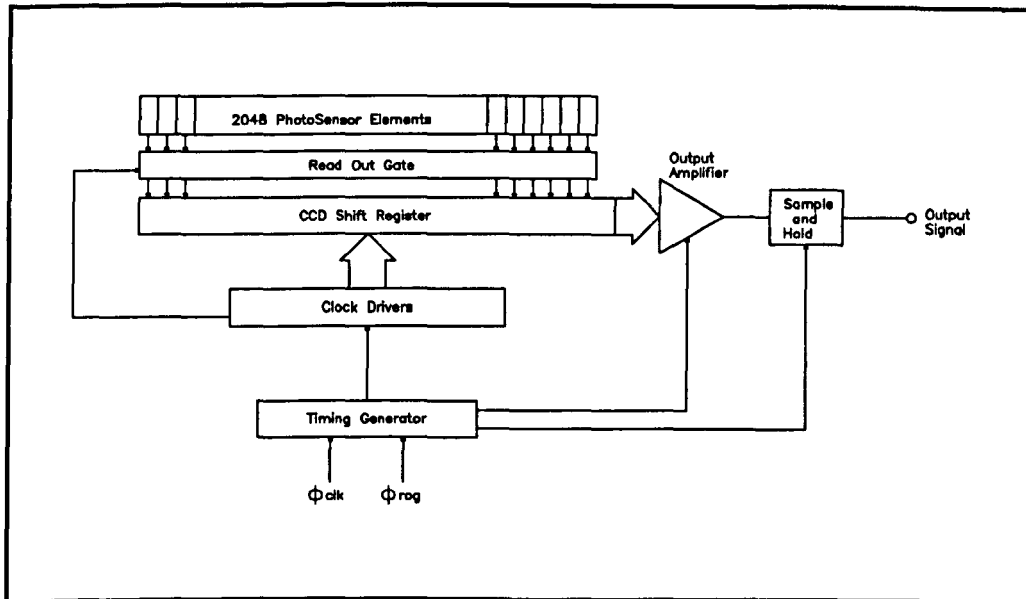 2048 PhotoSensor Elements
Read Out Gate
CCD Shift Register
Output
Amplifier
Sample
and
Hold
Output
Signal
Clock Drivers
Timing Generator
Φclk
Φrog